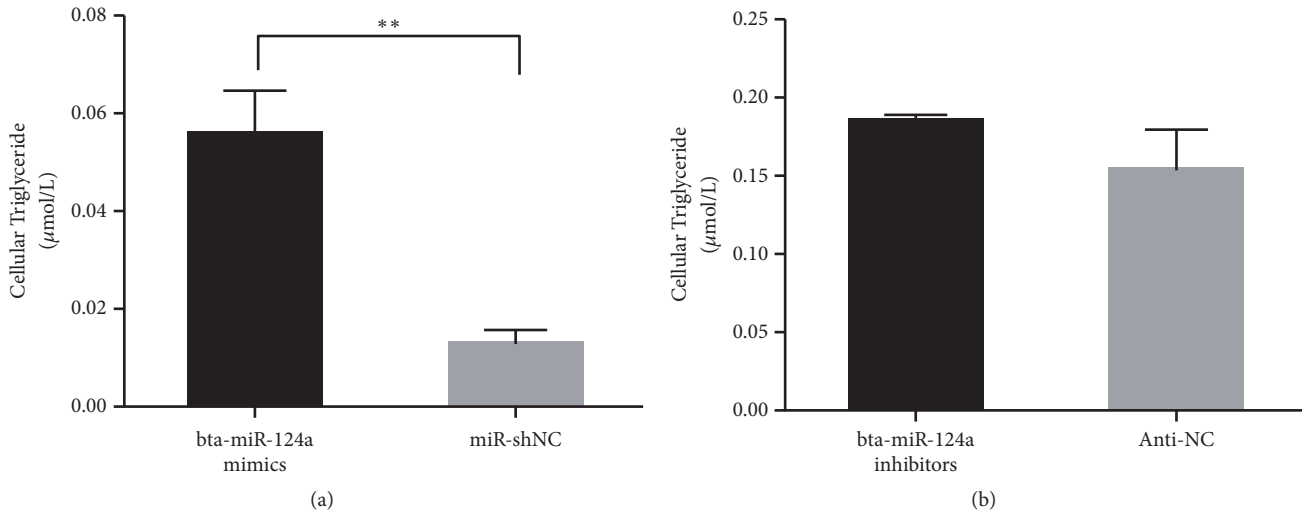 Cellular Triglyceride
(μmol/L)
0.08
0.06
0.04
0.02
0.00
**
bta-miR-124a
mimics
miR-shNC
(a)
Cellular Triglyceride
(μmol/L)
0.25
0.20
0.15
0.10
0.05
0.00
bta-miR-124a
inhibitors
Anti-NC
(b)